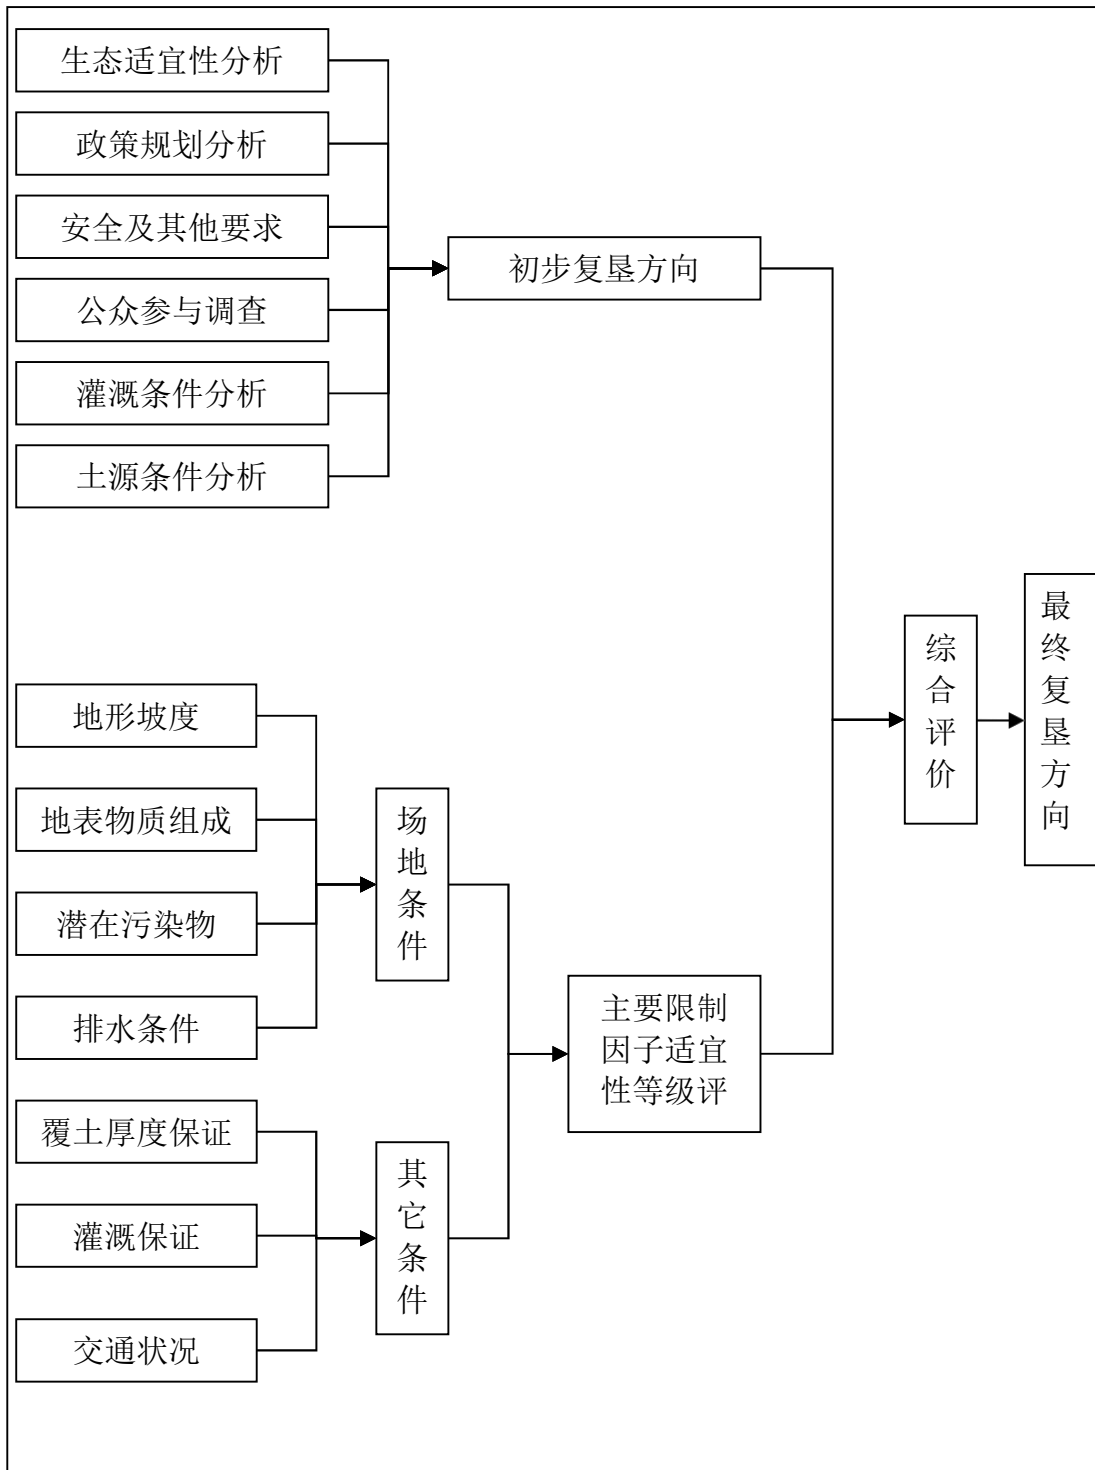 生态适宜性分析
政策规划分析
安全及其他要求
公众参与调查
灌溉条件分析
土源条件分析
初步复垦方向
地形坡度
地表物质组成
潜在污染物
排水条件
场地条件
覆土厚度保证
灌溉保证
交通状况
其它条件
主要限制
因子适宜
性等级评
综合评价
最终复垦方向